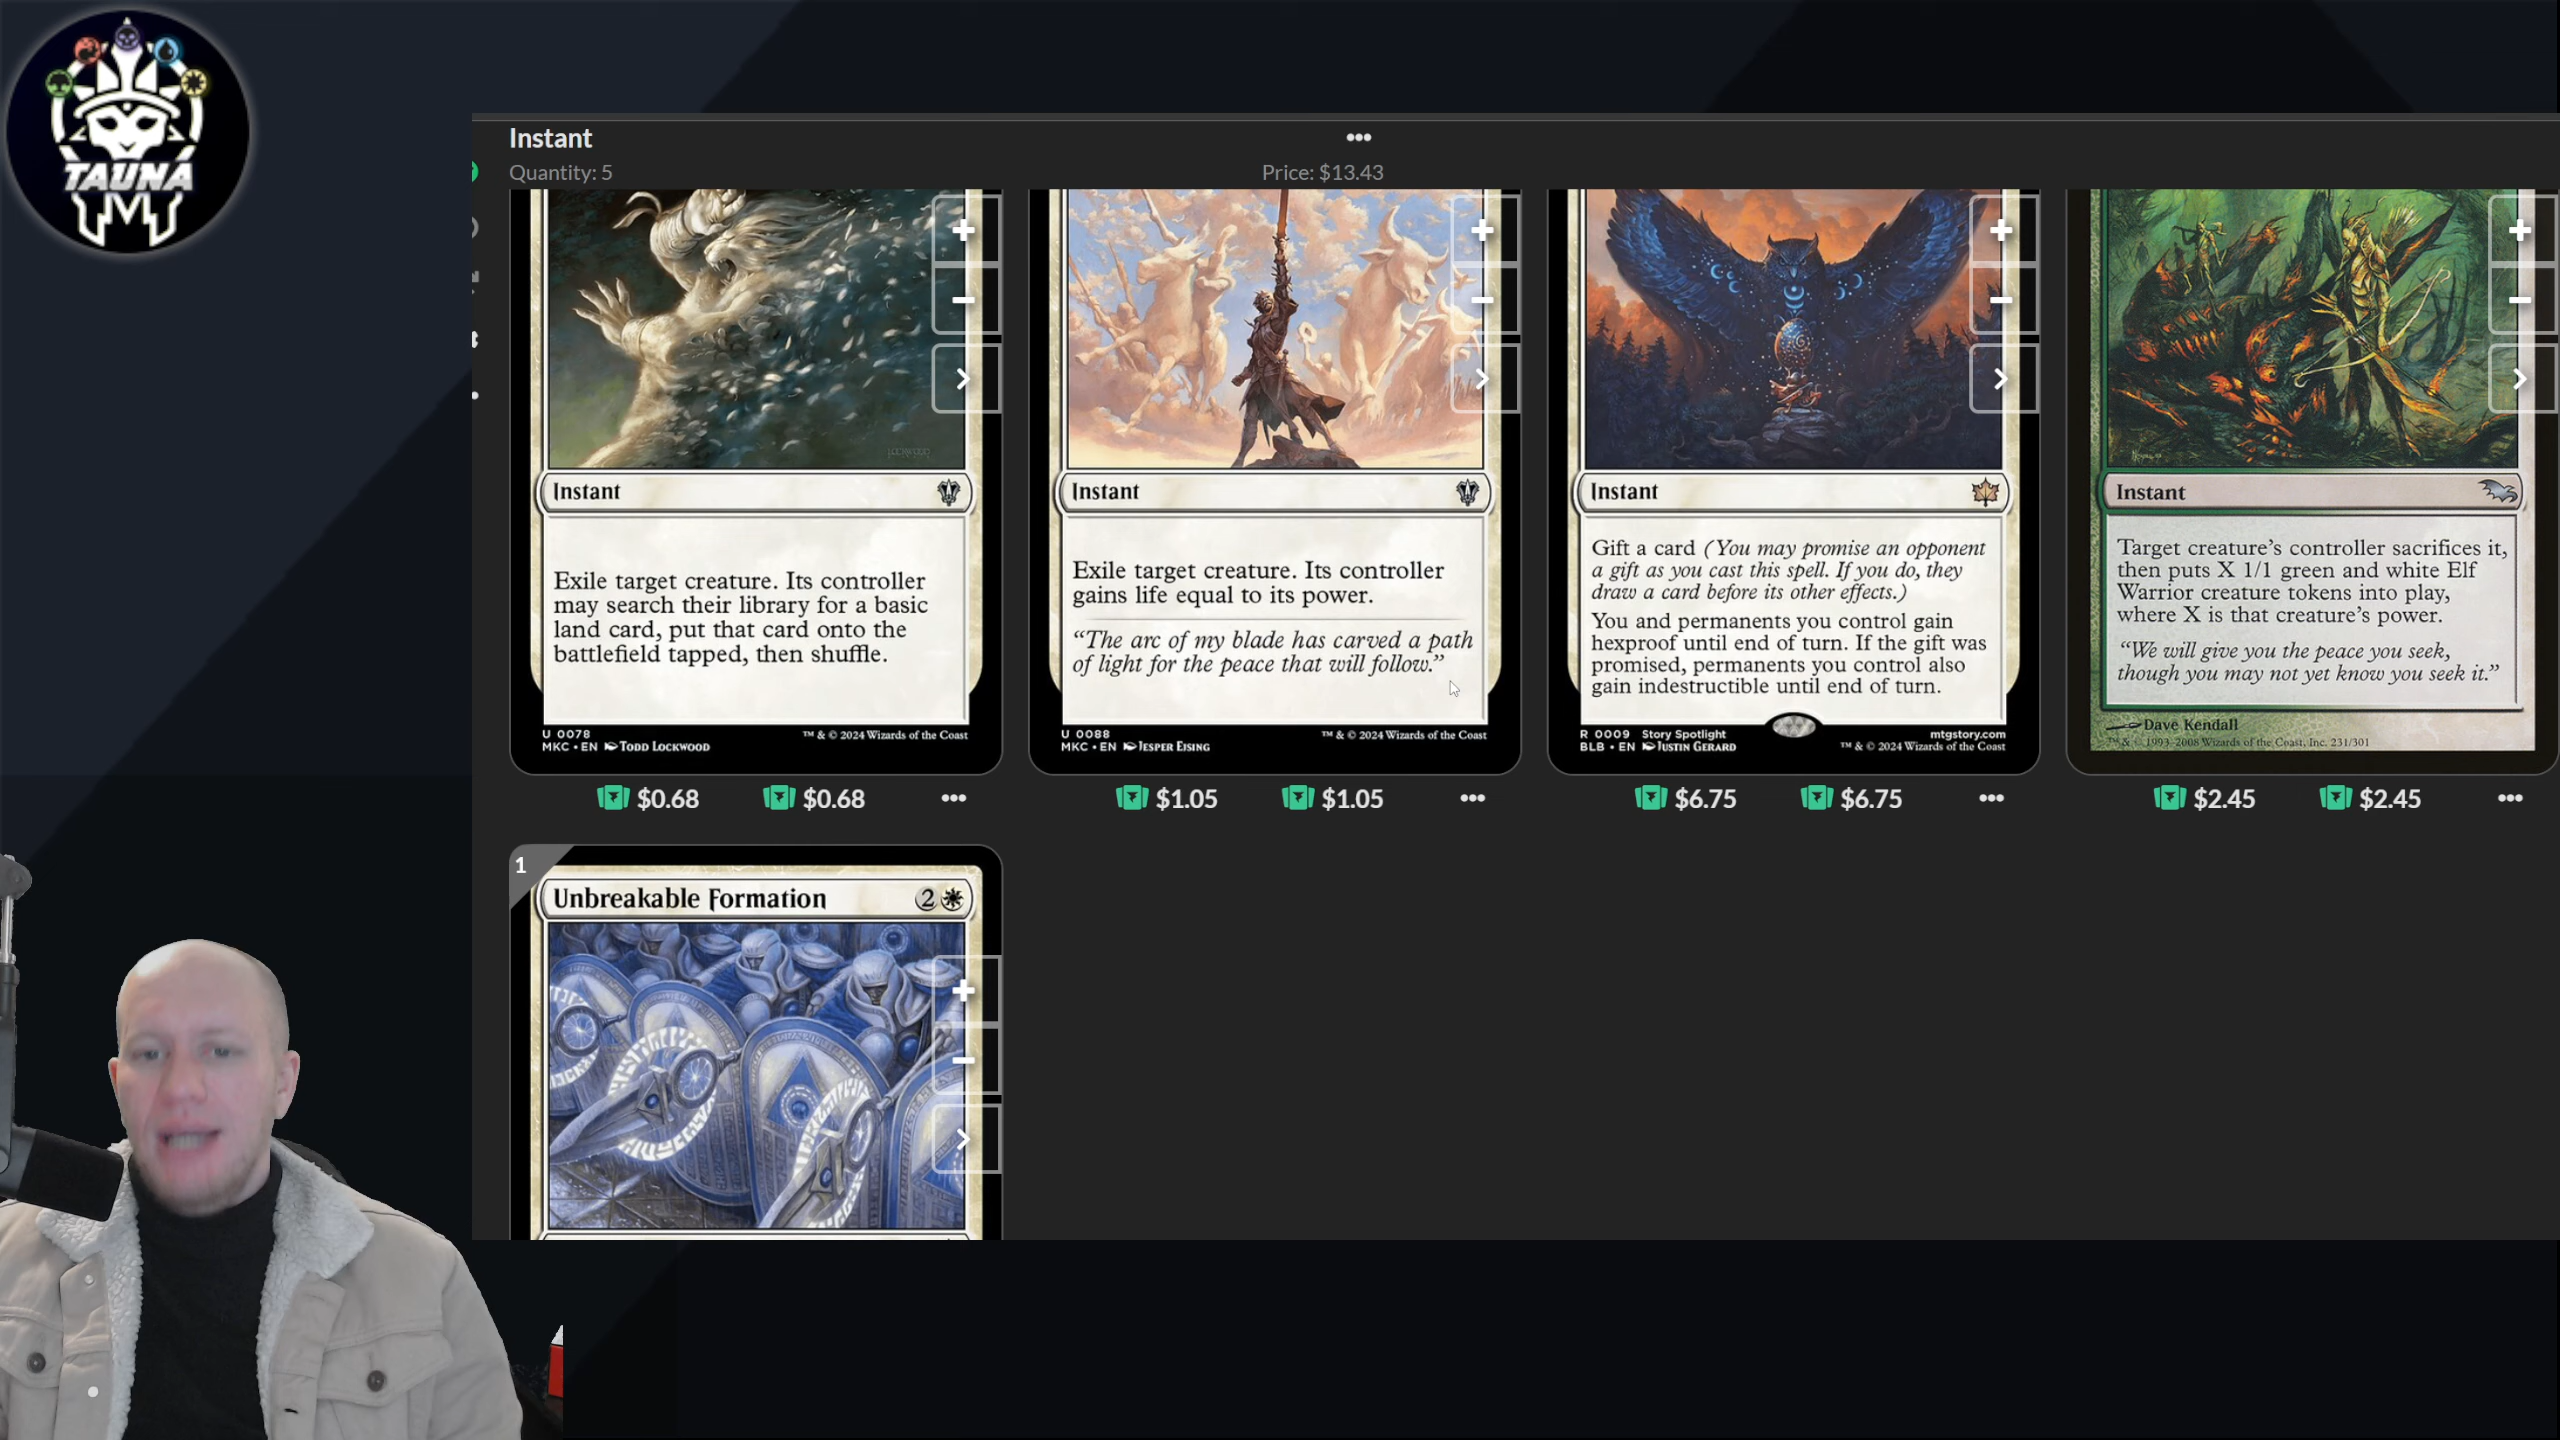 TAUNA
M
Instant
Quantity: 5
Price: $13.43
Instant
Exile target creature. Its controller
may search their library for a basic
land card, put that card onto the
battlefield tapped, then shuffle.
U 0078
MKC • EN Todd Lockwood
™ & © 2024 Wizards of the Coast
$0.68
$0.68
Instant
Exile target creature. Its controller
gains life equal to its power.
“The arc of my blade has carved a path
of light for the peace that will follow.”
U 0088
MKC • EN Jesper Eising
™ & © 2024 Wizards of the Coast
$1.05
$1.05
Instant
Gift a card (You may promise an opponent
a gift as you cast this spell. If you do, they
draw a card before its other effects.)
You and permanents you control gain
hexproof until end of turn. If the gift was
promised, permanents you control also
gain indestructible until end of turn.
R 0009 Story Spotlight
BLB • EN Justin Gerard
mtgstory.com
™ & © 2024 Wizards of the Coast
$6.75
$6.75
Instant
Target creature’s controller sacrifices it,
then puts X 1/1 green and white Elf
Warrior creature tokens into play,
where X is that creature’s power.
“We will give you the peace you seek,
though you may not yet know you seek it.”
Dave Kendall
™ & © 1993–2008 Wizards of the Coast, Inc. 231/301
$2.45
$2.45
1
Unbreakable Formation 2